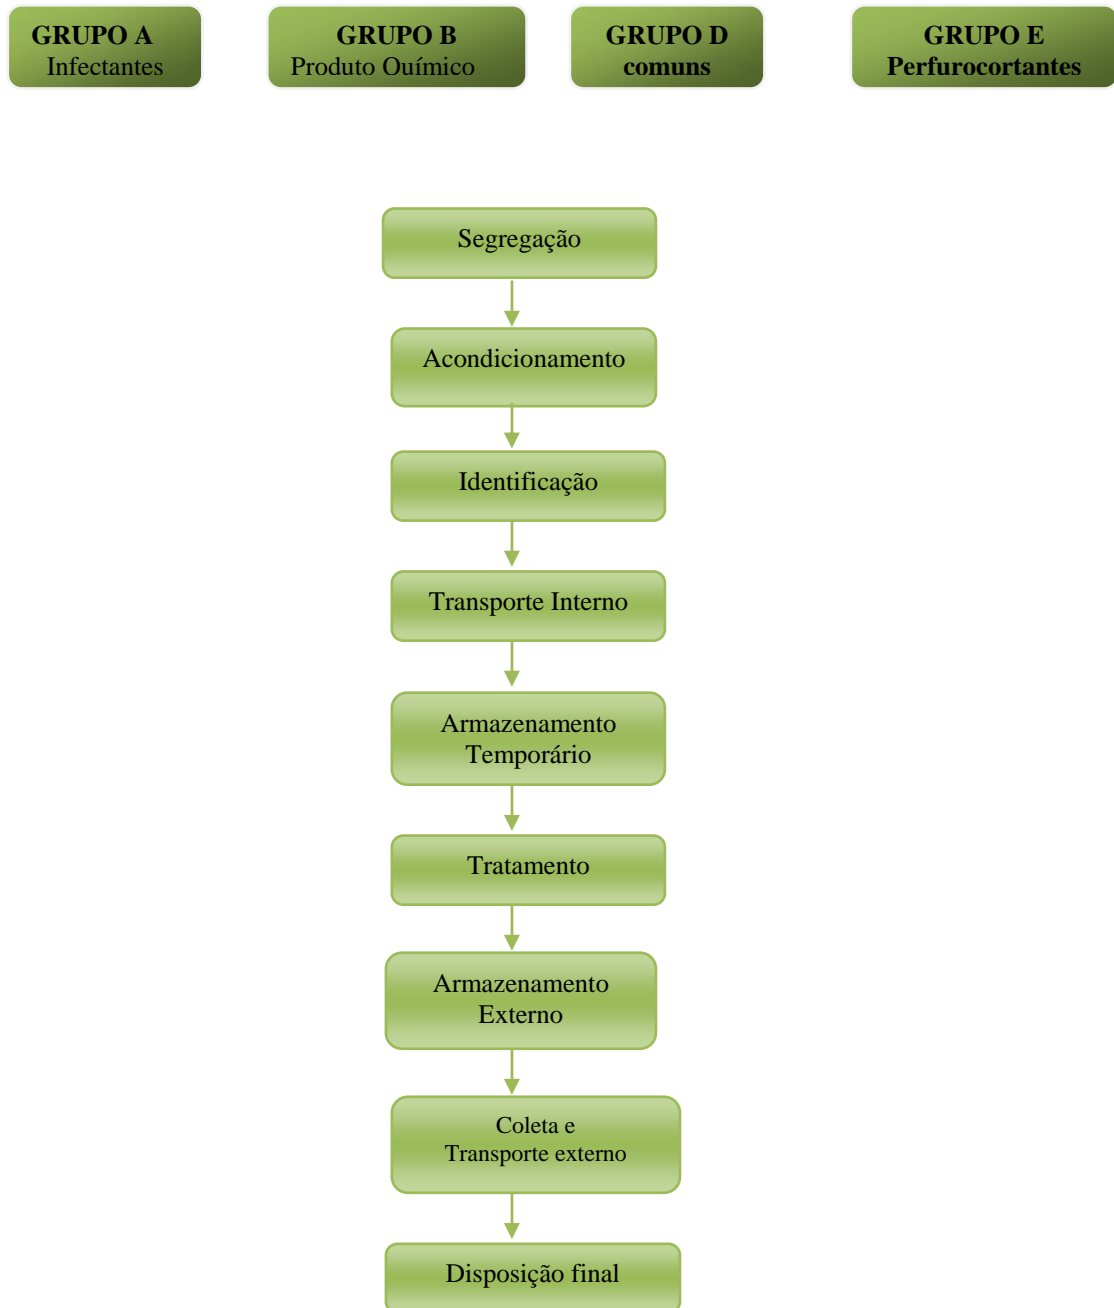 GRUPO A
Infectantes
GRUPO B
Produto Ouímico
GRUPO D
comuns
GRUPO E
Perfurocortantes
Segregação
Acondicionamento
Identificação
Transporte Interno
Armazenamento
Temporário
Tratamento
Armazenamento
Externo
Coleta e
Transporte externo
Disposição final